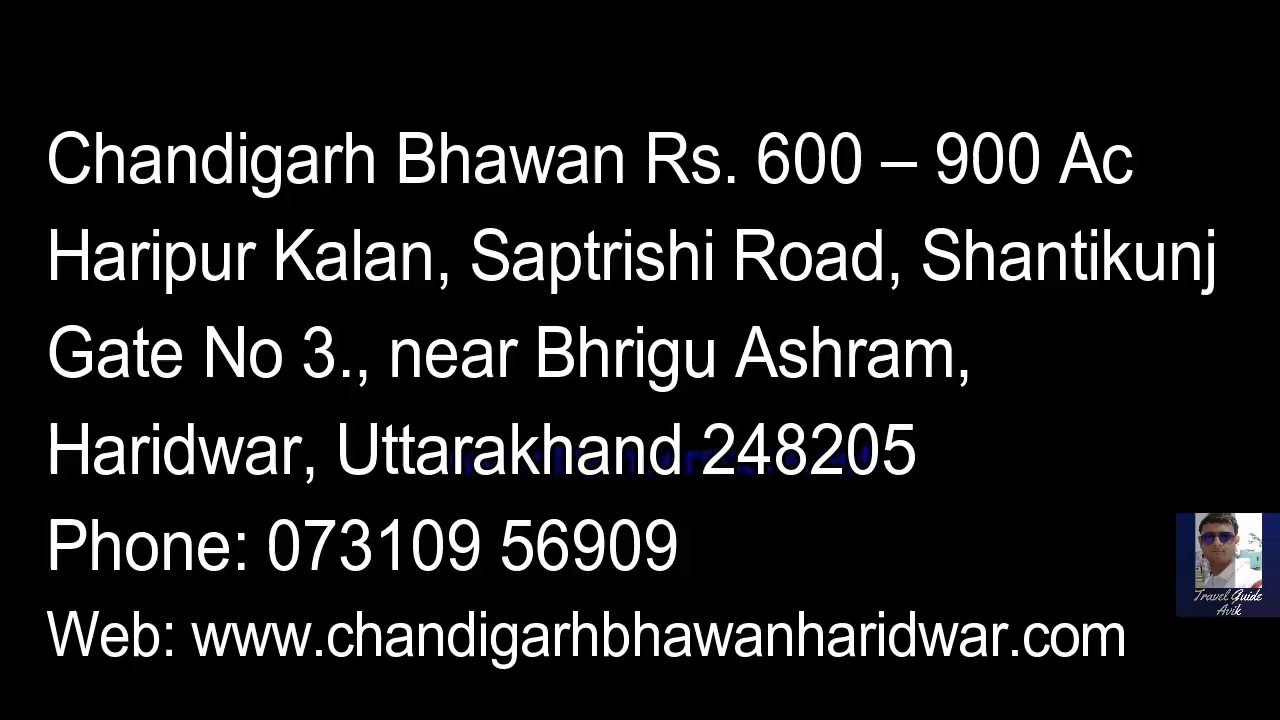 Chandigarh Bhawan Rs. 600 – 900 Ac
Haripur Kalan, Saptrishi Road, Shantikunj
Gate No 3., near Bhrigu Ashram,
Haridwar, Uttarakhand 248205
Phone: 073109 56909
Web: www.chandigarhbhawanharidwar.com
Travel Guide
Avik